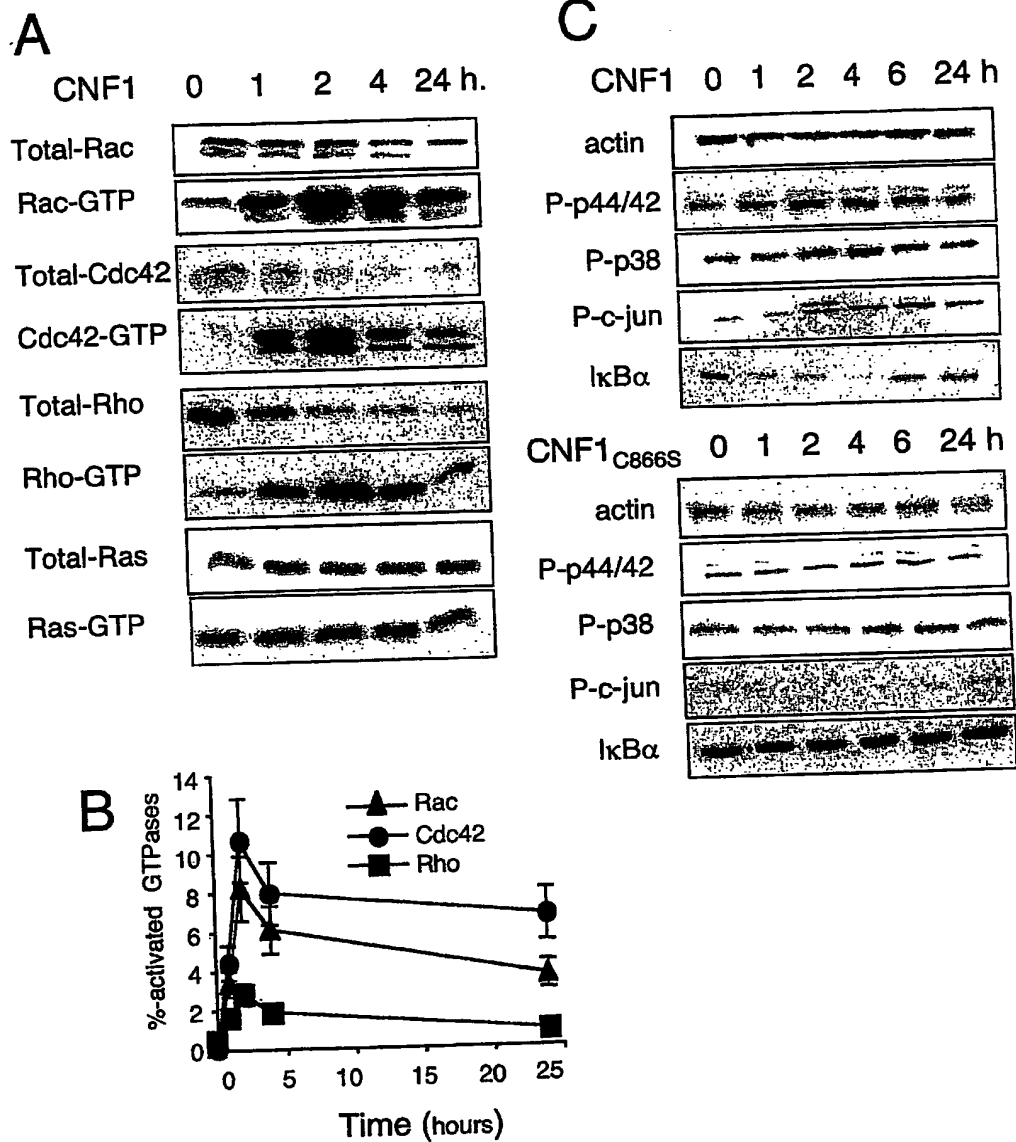 A
CNF1 0 1 2 4 24 h.
Total-Rac
Rac-GTP
Total-Cdc42
Cdc42-GTP
Total-Rho
Rho-GTP
Total-Ras
Ras-GTP
B
%-activated GTPases
14
12
10
8
6
4
2
0
Rac
Cdc42
Rho
0 5 10 15 20 25
Time (hours)
C
CNF1 0 1 2 4 6 24 h
actin
P-p44/42
P-p38
P-c-jun
IκBα
CNF1C866S 0 1 2 4 6 24 h
actin
P-p44/42
P-p38
P-c-jun
IκBα